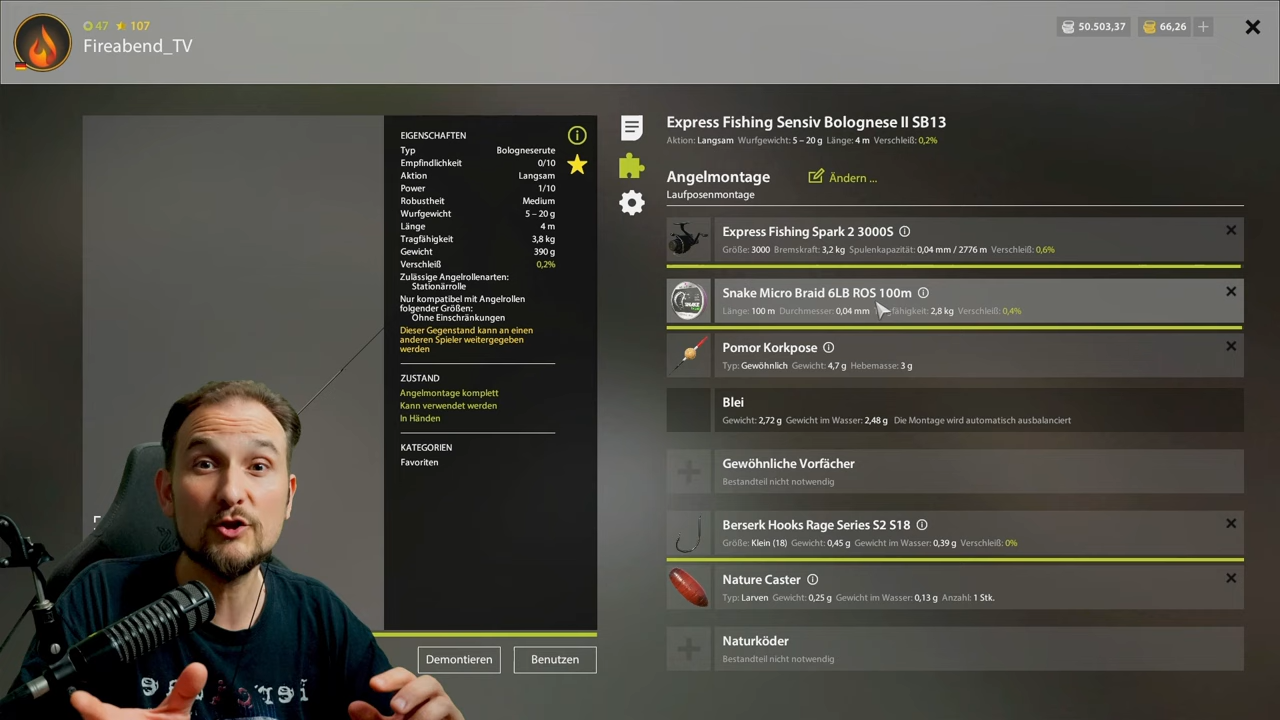 47 107
Fireabend_TV
50.503,37
66,26
EIGENSCHAFTEN
Typ Bologneserute
Empfindlichkeit 0/10
Aktion Langsam
Power 1/10
Robustheit Medium
Wurfgewicht 5 – 20 g
Länge 4 m
Tragfähigkeit 3,8 kg
Gewicht 390 g
Verschleiß 0,2%
Zulässige Angelrollenarten:
Stationärrolle
Nur kompatibel mit Angelrollen
folgender Größen:
Ohne Einschränkungen
Dieser Gegenstand kann an einen
anderen Spieler weitergegeben
werden
ZUSTAND
Angelmontage komplett
Kann verwendet werden
In Händen
KATEGORIEN
Favoriten
Demontieren
Benutzen
Express Fishing Sensiv Bolognese II SB13
Aktion: Langsam Wurfgewicht: 5 – 20 g Länge: 4 m Verschleiß: 0,2%
Angelmontage
Ändern ...
Laufposenmontage
Express Fishing Spark 2 3000S
Größe: 3000 Bremskraft: 3,2 kg Spulenkapazität: 0,04 mm / 2776 m Verschleiß: 0,6%
Snake Micro Braid 6LB ROS 100m
Länge: 100 m Durchmesser: 0,04 mm fähigkeit: 2,8 kg Verschleiß: 0,4%
Pomor Korkpose
Typ: Gewöhnlich Gewicht: 4,7 g Hebemasse: 3 g
Blei
Gewicht: 2,72 g Gewicht im Wasser: 2,48 g Die Montage wird automatisch ausbalanciert
Gewöhnliche Vorfächer
Bestandteil nicht notwendig
Berserk Hooks Rage Series S2 S18
Größe: Klein (18) Gewicht: 0,45 g Gewicht im Wasser: 0,39 g Verschleiß: 0%
Nature Caster
Typ: Larven Gewicht: 0,25 g Gewicht im Wasser: 0,13 g Anzahl: 1 Stk.
Naturköder
Bestandteil nicht notwendig